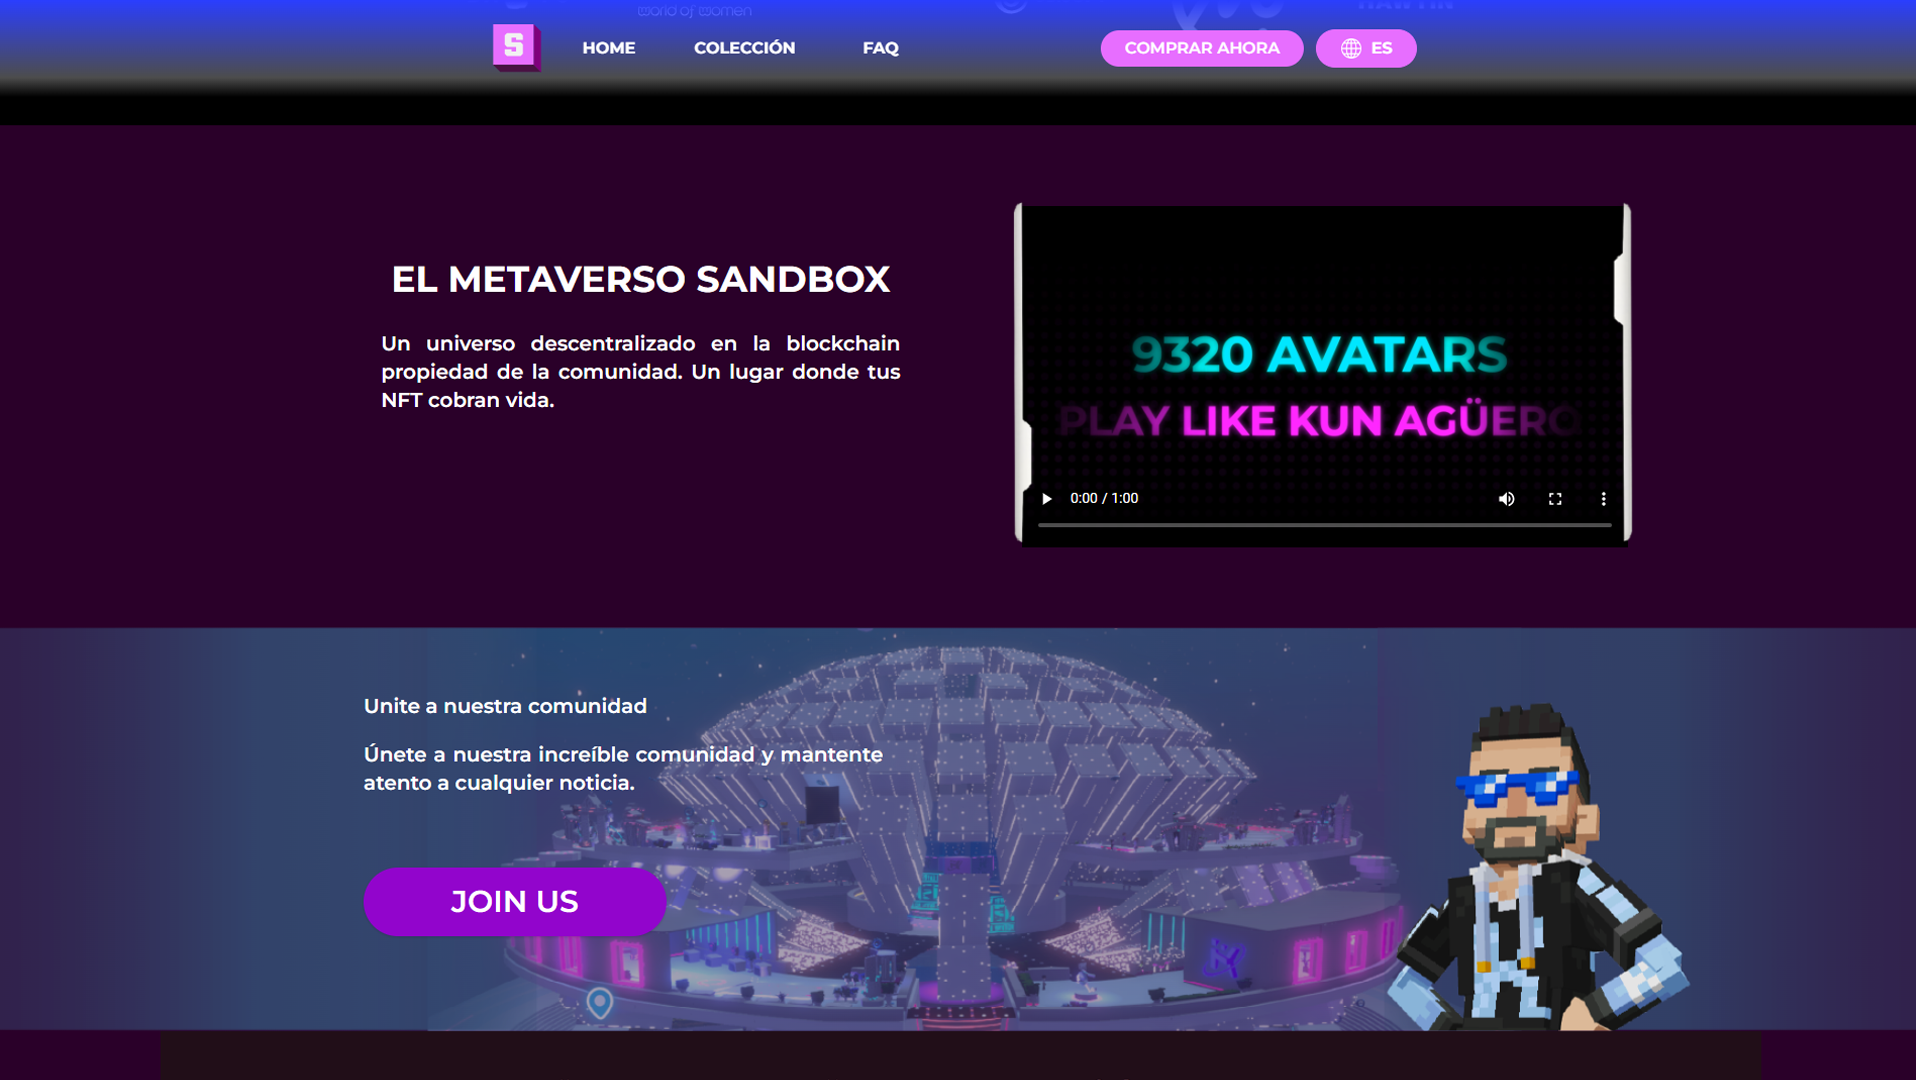 World of Women
S
HOME
COLECCIÓN
FAQ
COMPRAR AHORA
ES
EL METAVERSO SANDBOX
Un universo descentralizado en la blockchain
propiedad de la comunidad. Un lugar donde tus
NFT cobran vida.
9320 AVATARS
PLAY LIKE KUN AGÜERO
0:00 / 1:00
Unite a nuestra comunidad
Únete a nuestra increíble comunidad y mantente
atento a cualquier noticia.
JOIN US